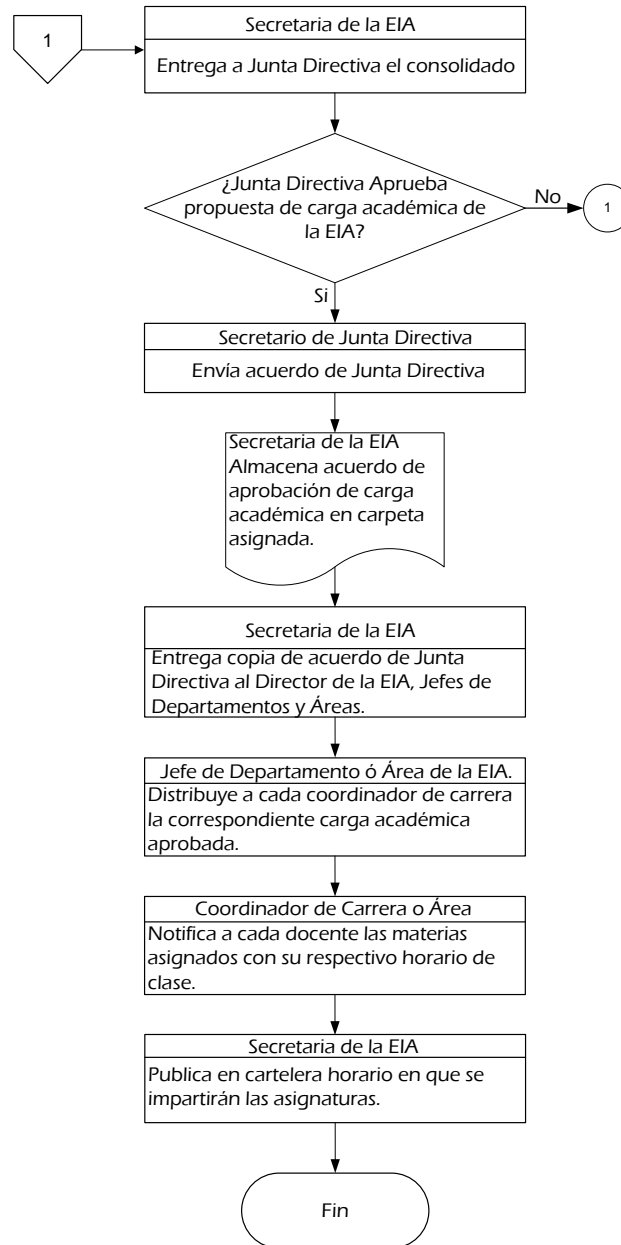 1
Secretaria de la EIA
Entrega a Junta Directiva el consolidado
¿Junta Directiva Aprueba
propuesta de carga académica de
la EIA?
No
1
Si
Secretario de Junta Directiva
Envía acuerdo de Junta Directiva
Secretaria de la EIA
Almacena acuerdo de
aprobación de carga
académica en carpeta
asignada.
Secretaria de la EIA
Entrega copia de acuerdo de Junta
Directiva al Director de la EIA, Jefes de
Departamentos y Áreas.
Jefe de Departamento ó Área de la EIA.
Distribuye a cada coordinador de carrera
la correspondiente carga académica
aprobada.
Coordinador de Carrera o Área
Notifica a cada docente las materias
asignados con su respectivo horario de
clase.
Secretaria de la EIA
Publica en cartelera horario en que se
impartirán las asignaturas.
Fin